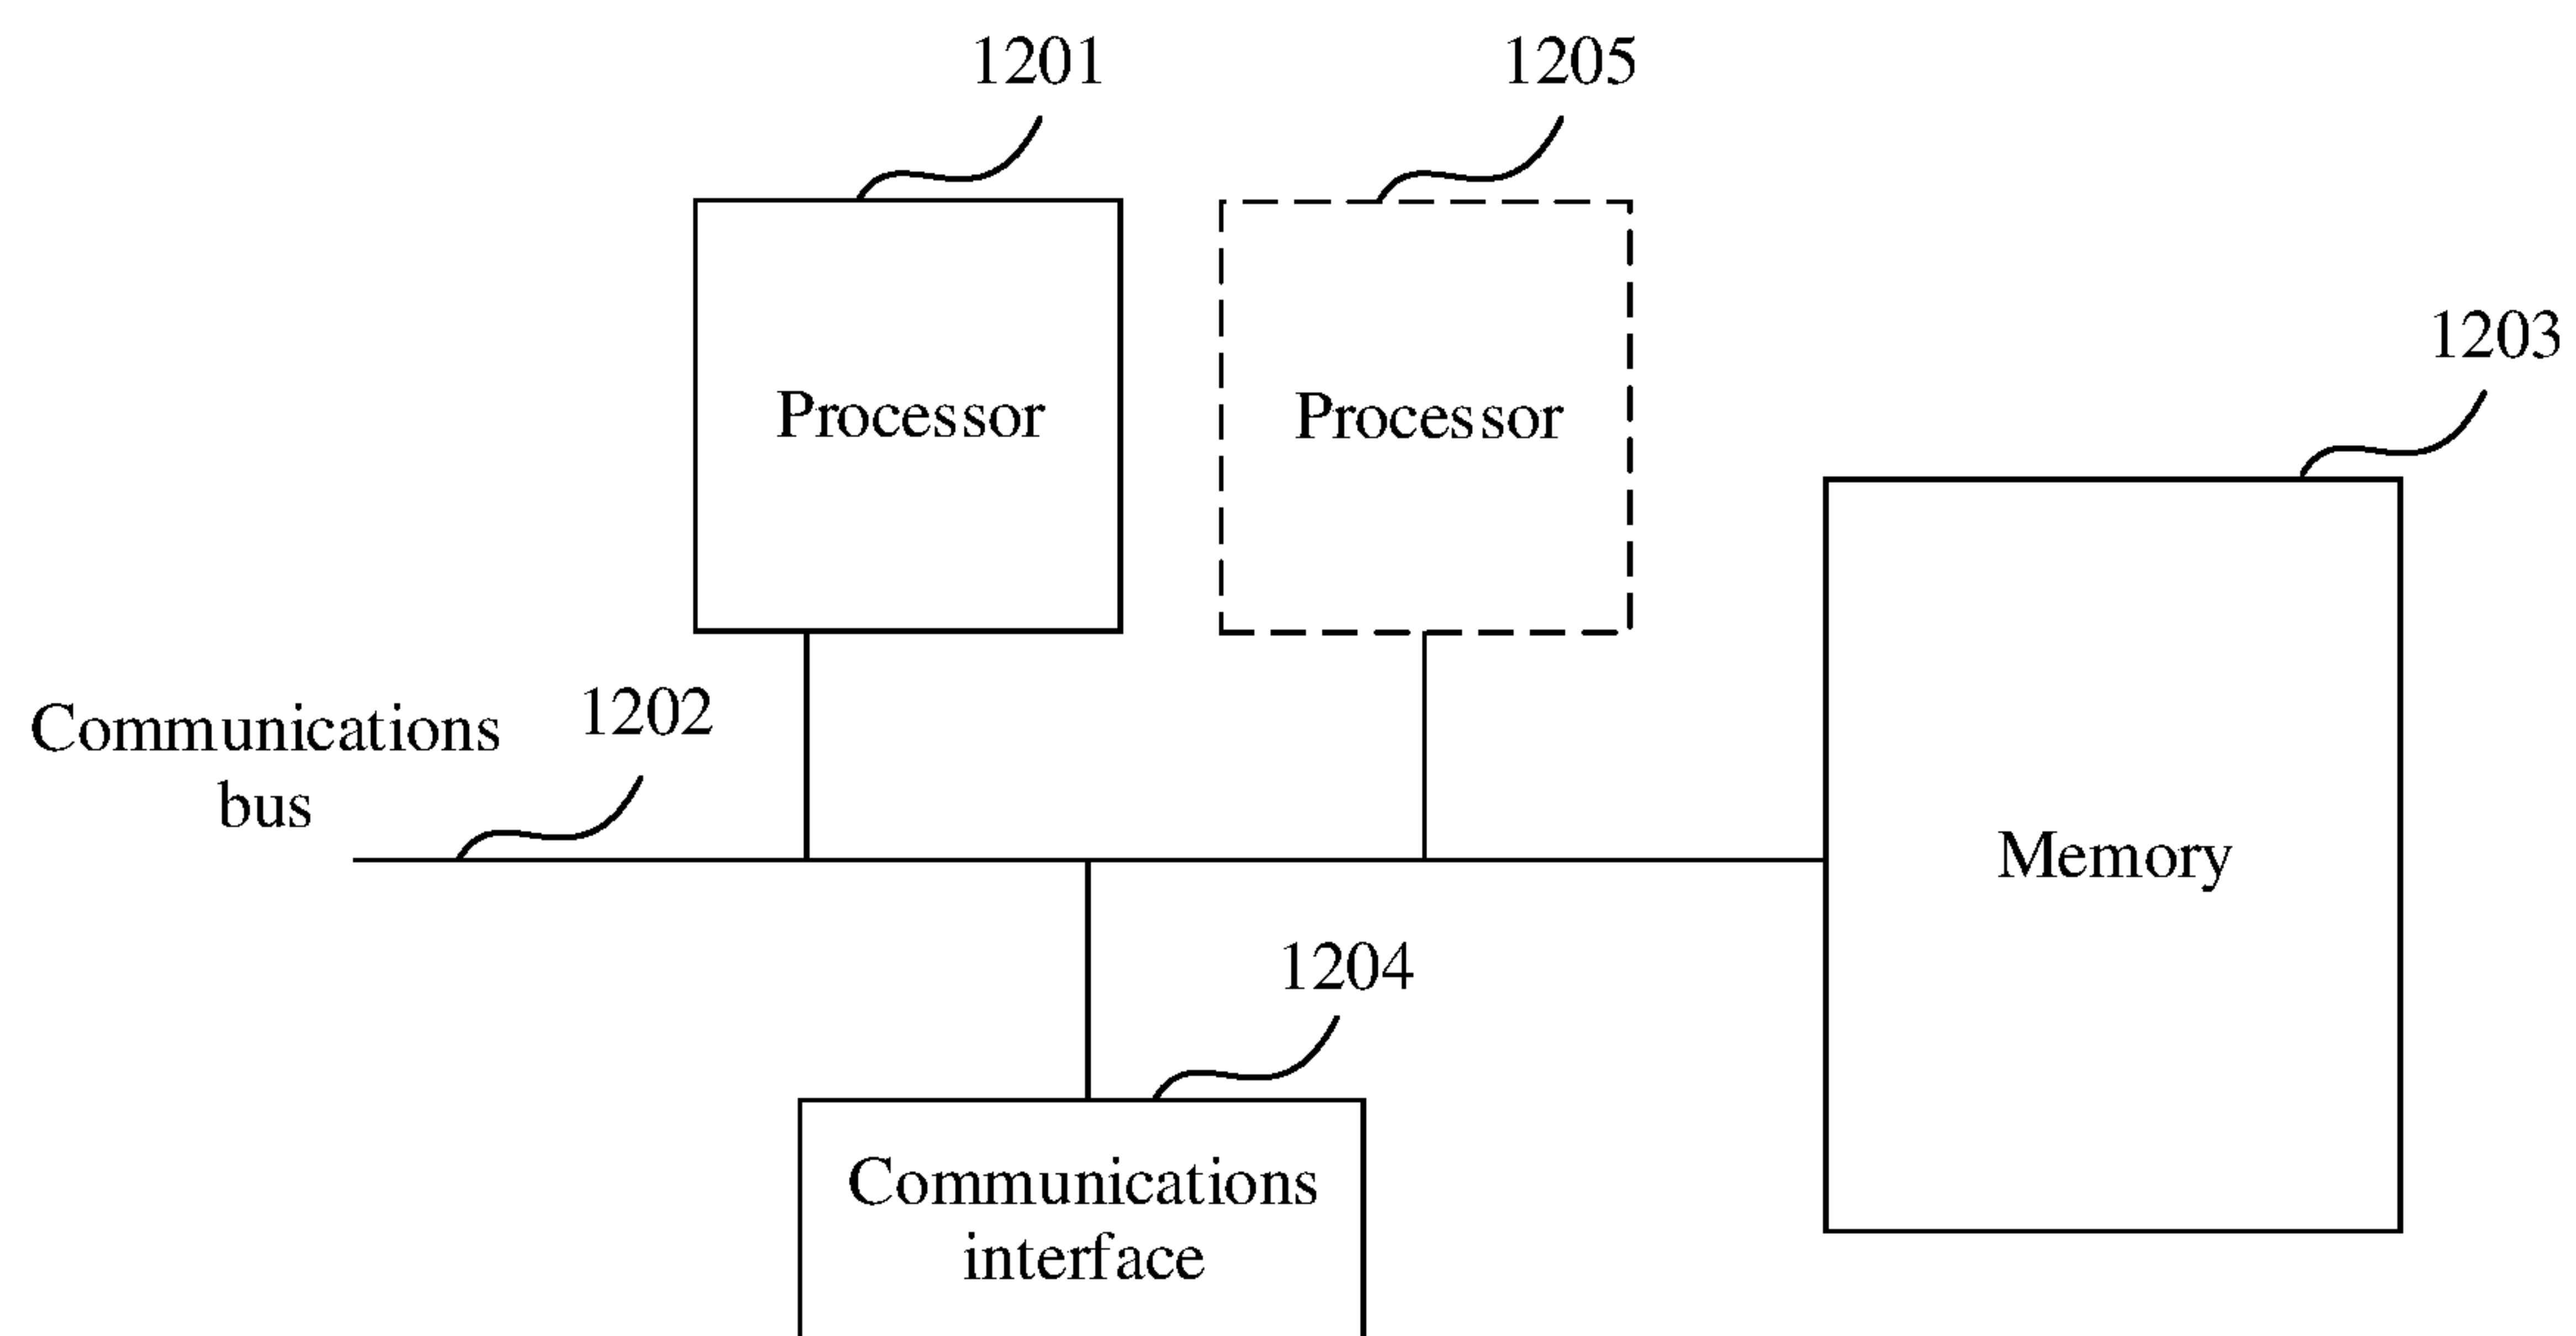 1201
1205
1203
Processor
Processor
1202
Communications
bus
Memory
1204
Communications
interface